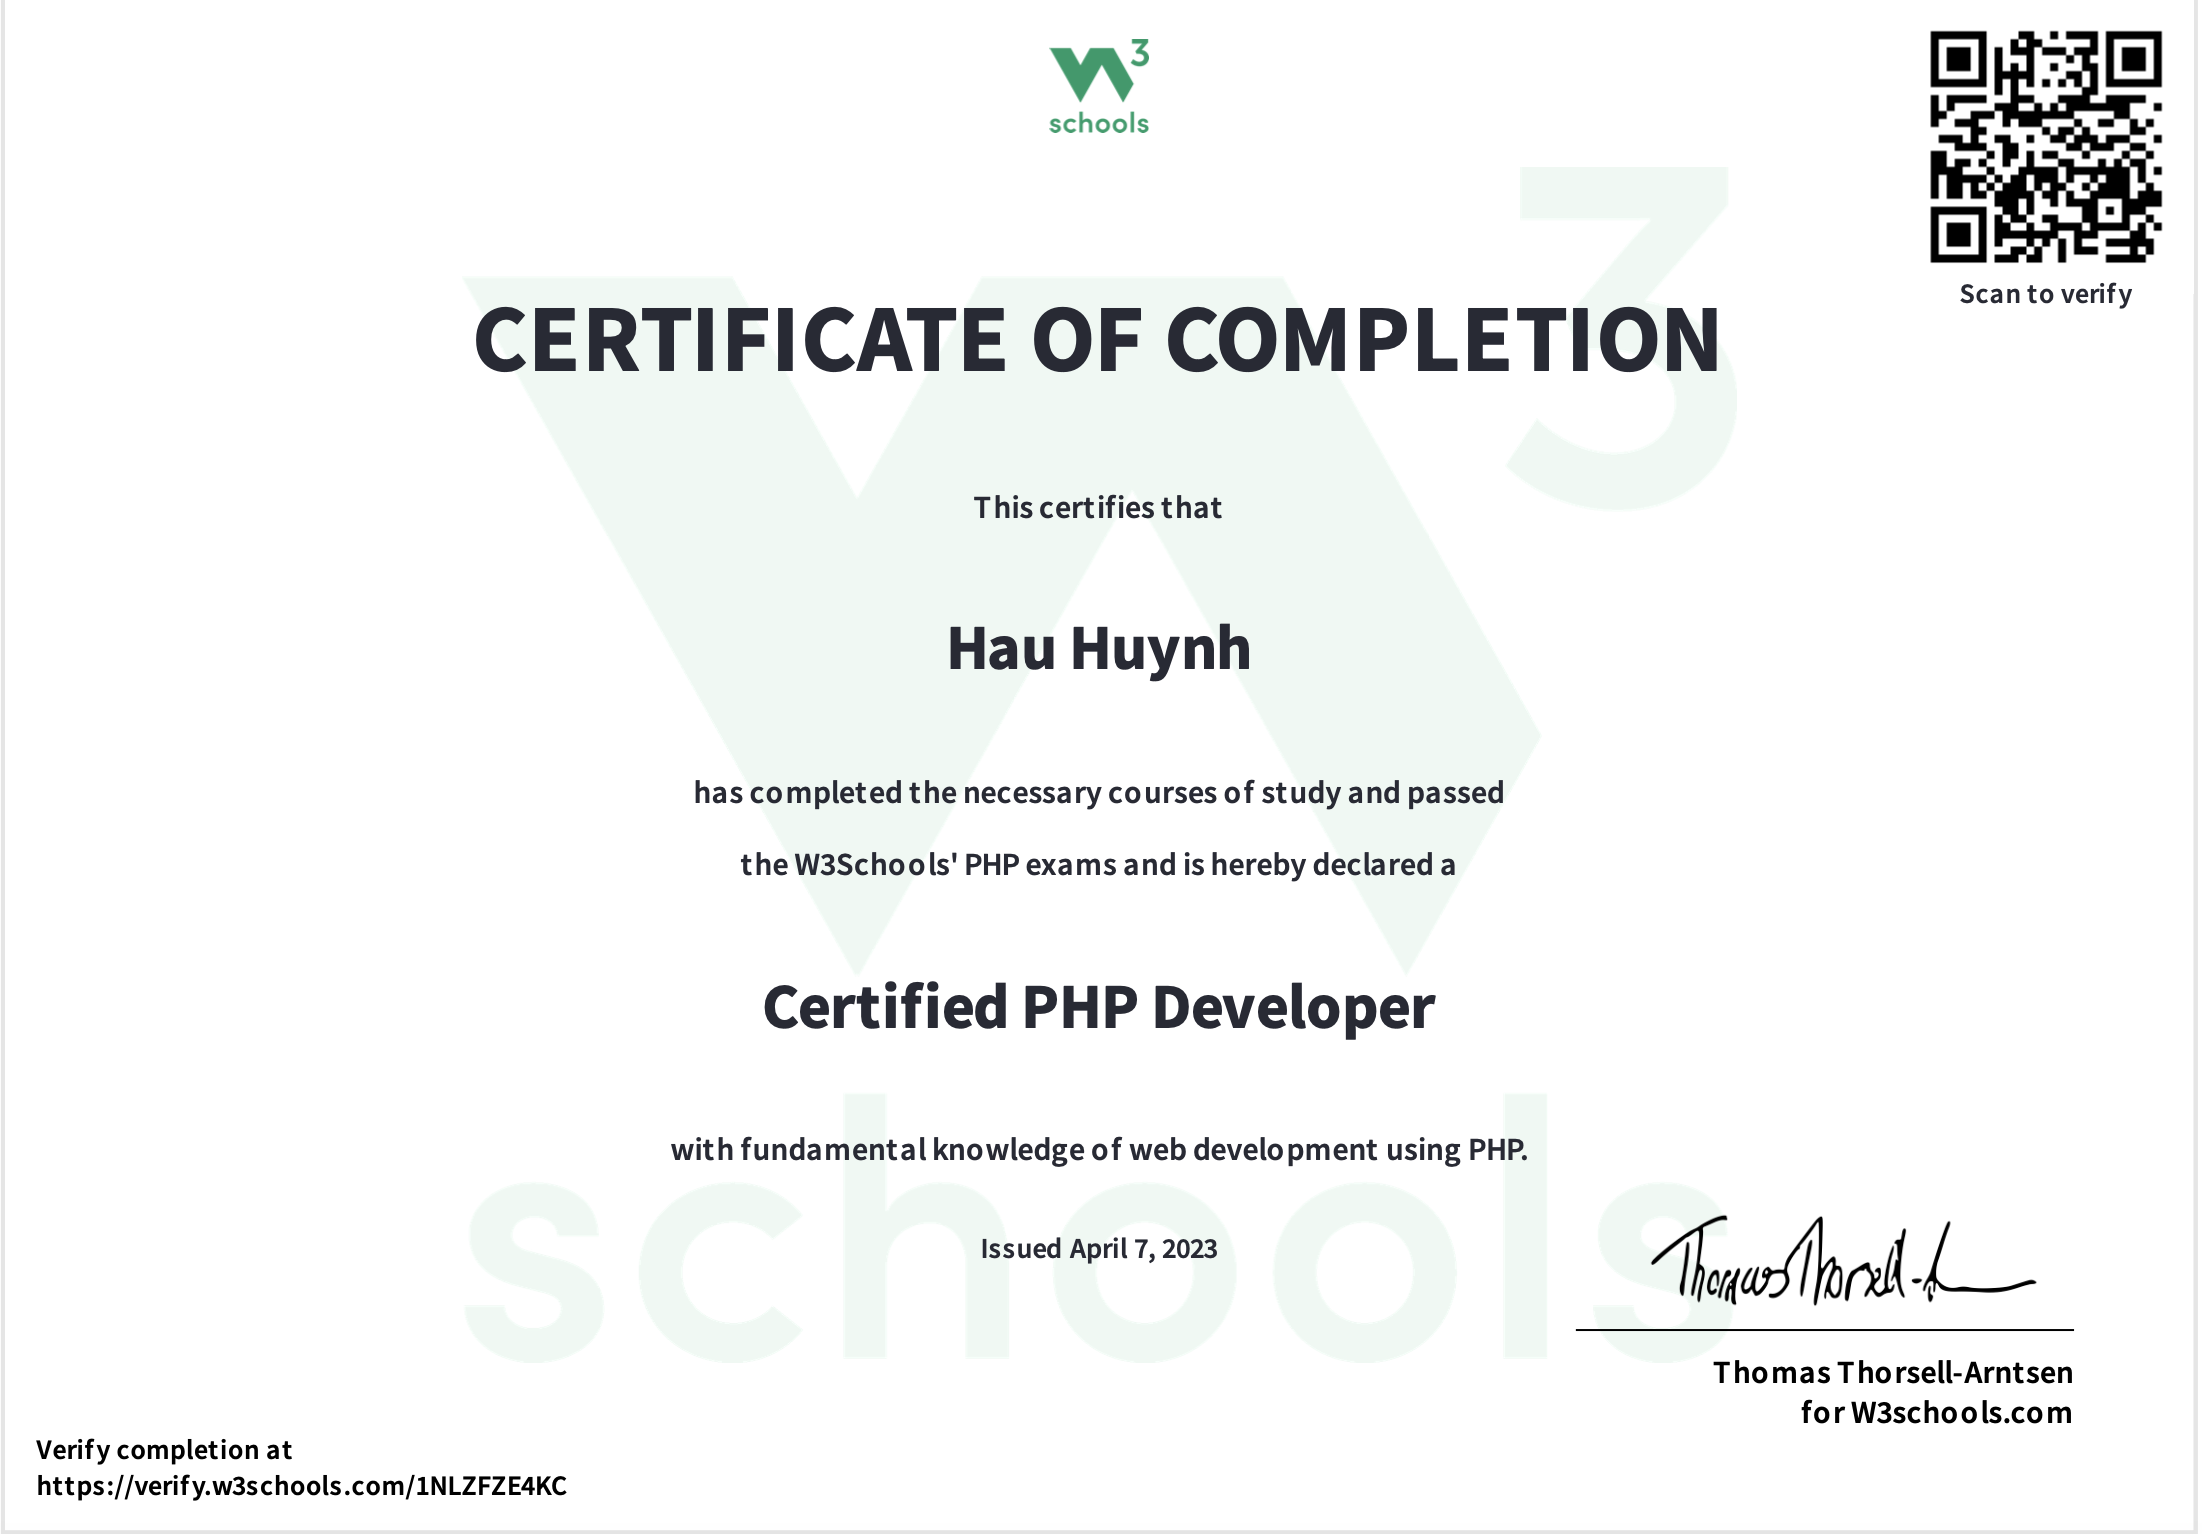 W3
schools
Scan to verify
CERTIFICATE OF COMPLETION
This certifies that
Hau Huynh
has completed the necessary courses of study and passed
the W3Schools' PHP exams and is hereby declared a
Certified PHP Developer
with fundamental knowledge of web development using PHP.
Issued April 7, 2023
Thomas Thorsell-A
Thomas Thorsell-Arntsen
for W3schools.com
Verify completion at
https://verify.w3schools.com/1NLZFZE4KC
W3
schools